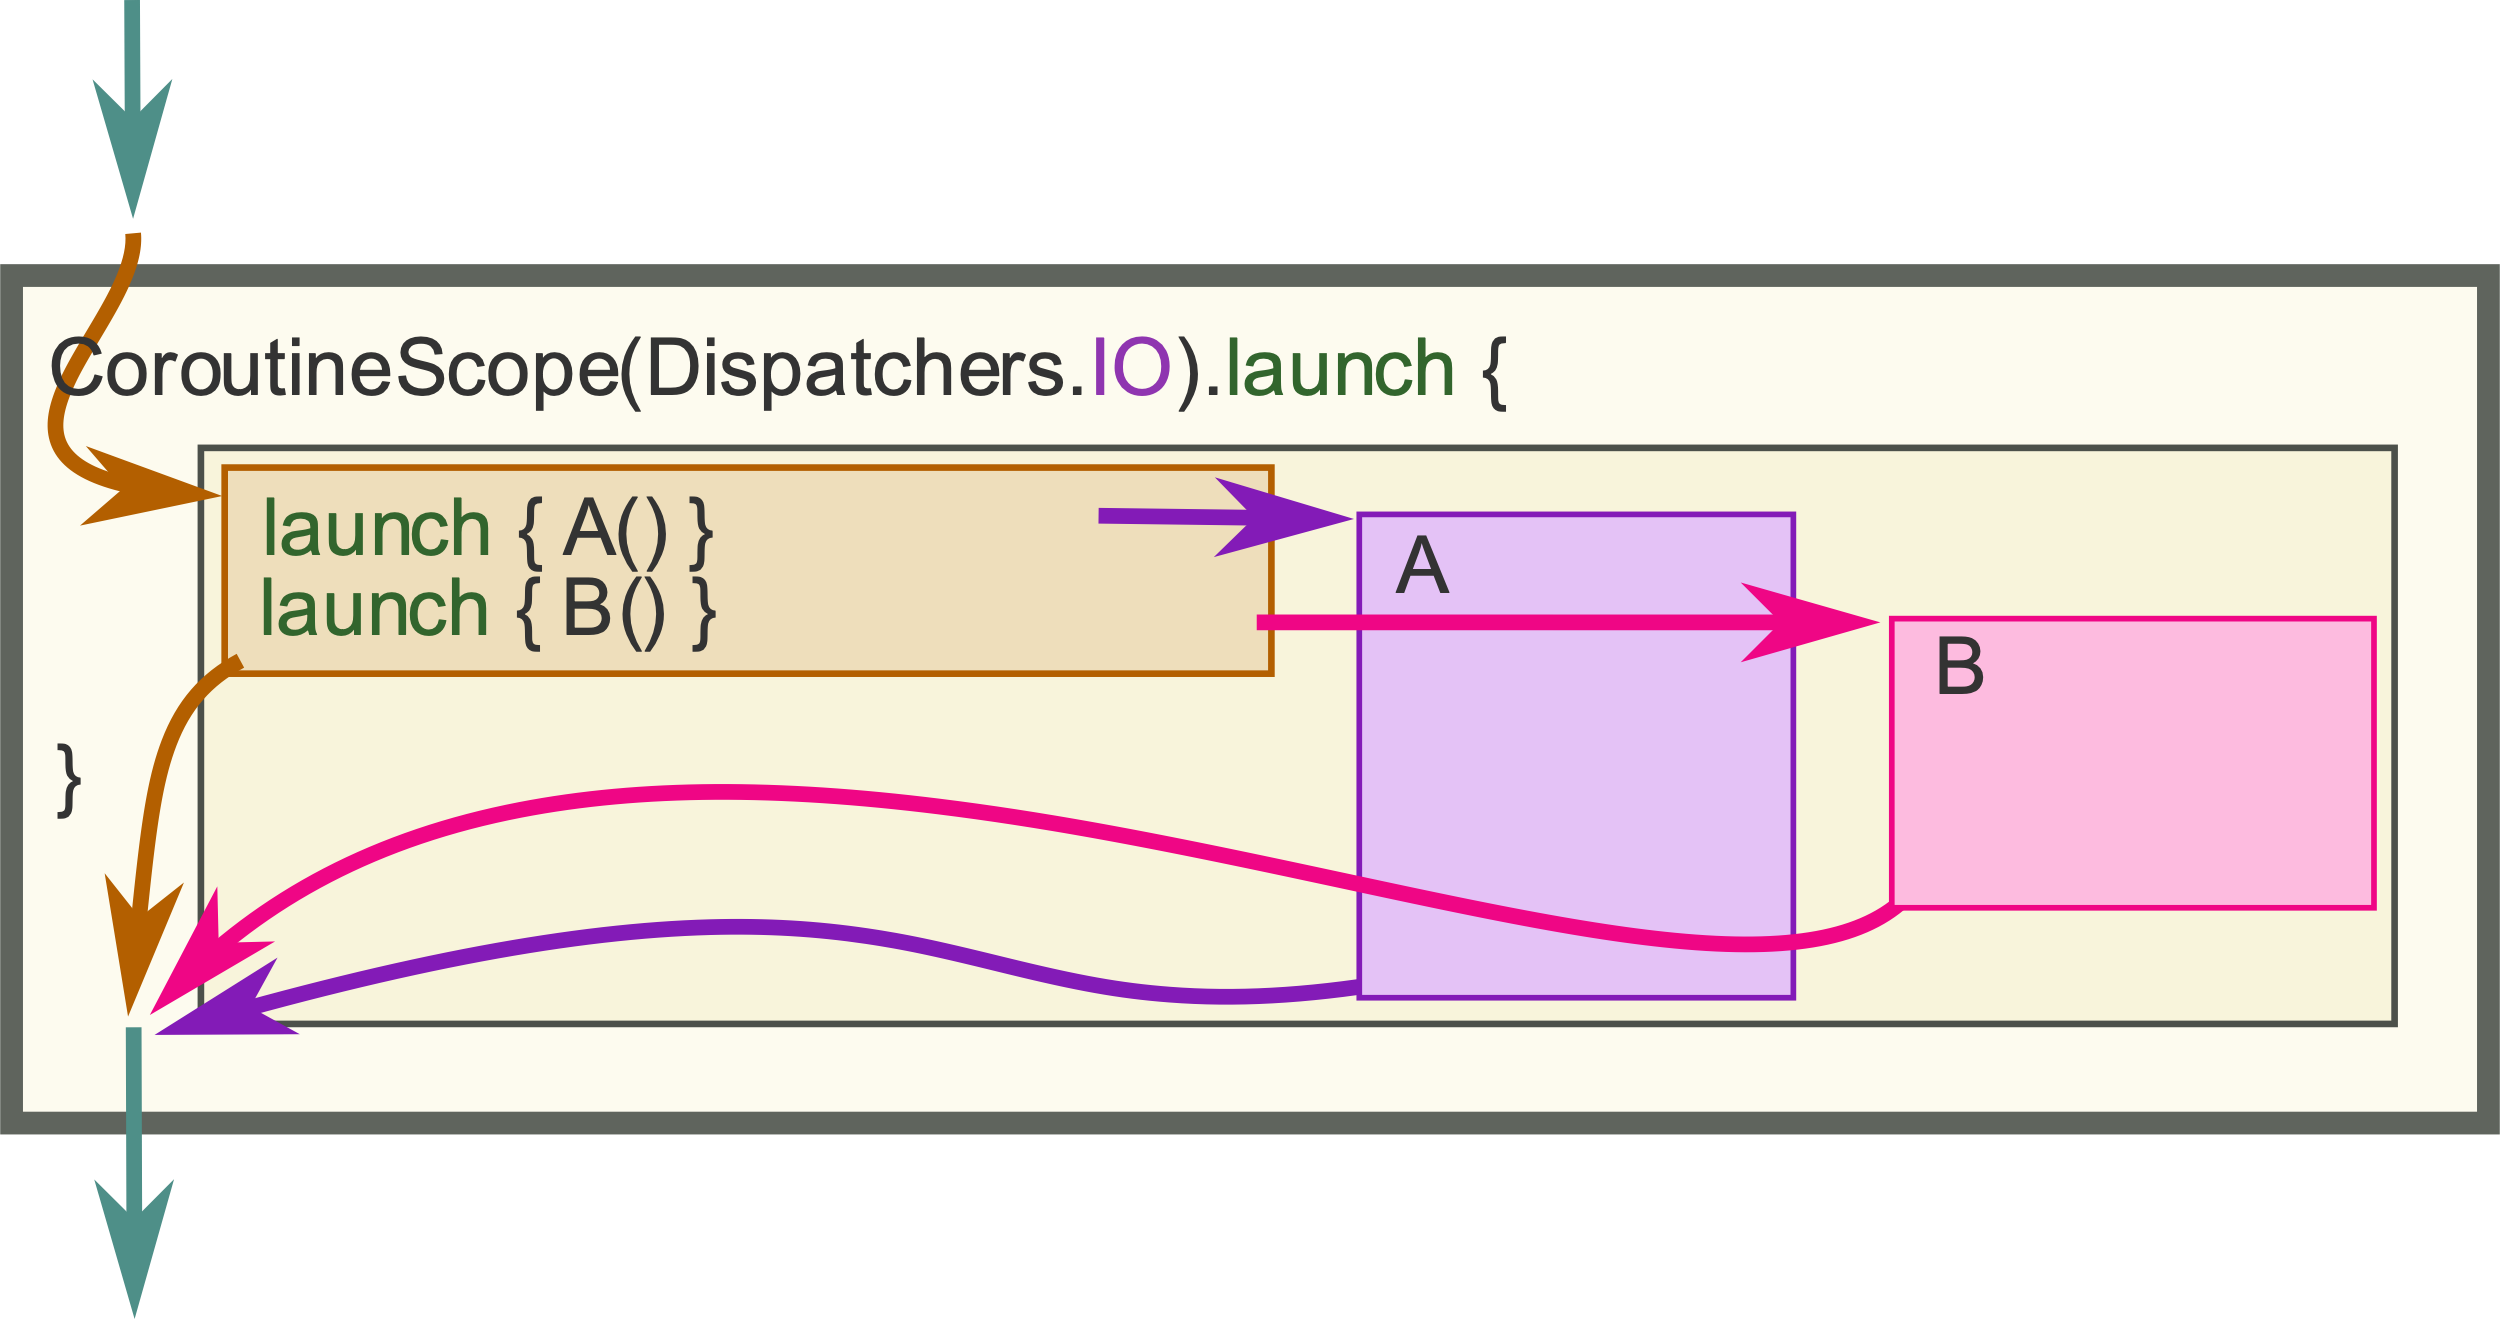 CoroutineScope(Dispatchers.IO).launch {
launch { A() }
launch { B() }
A
B
}